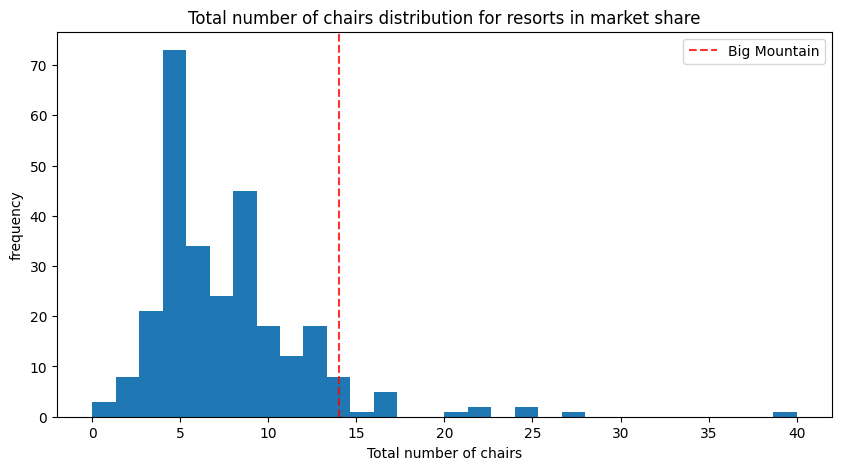 Total number of chairs distribution for resorts in market share
Big Mountain
frequency
70
60
50
40
30
20
10
0
0 5 10 15 20 25 30 35 40
Total number of chairs